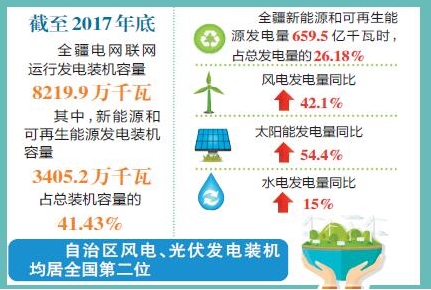 截至2017年底
全疆电网联网
运行发电装机容量
8219.9万千瓦
其中,新能源和
可再生能源发电装机
容量
3405.2万千瓦
占总装机容量的
41.43%
全疆新能源和可再生能
源发电量659.5亿千瓦时,
占总发电量的26.18%
风电发电量同比
42.1%
太阳能发电量同比
54.4%
水电发电量同比
15%
自治区风电、光伏发电装机
均居全国第二位